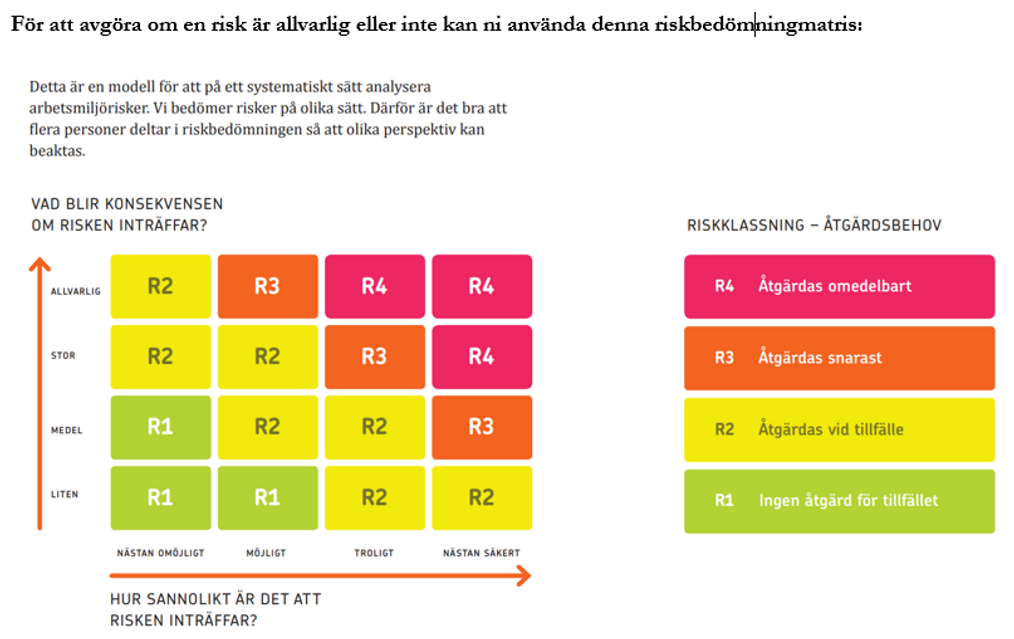 För att avgöra om en risk är allvarlig eller inte kan ni använda denna riskbedömningmatris:
Detta är en modell för att på ett systematiskt sätt analysera
arbetsmiljörisker. Vi bedömer risker på olika sätt. Därför är det bra att
flera personer deltar i riskbedömningen så att olika perspektiv kan
beaktas.
VAD BLIR KONSEKVENSEN
OM RISKEN INTRÄFFAR?
ALLVARLIG R2 R3 R4 R4
STOR R2 R2 R3 R4
MEDEL R1 R2 R2 R3
LITEN R1 R1 R2 R2
NÄSTAN OMÖJLIGT MÖJLIGT TROLIGT NÄSTAN SÄKERT
HUR SANNOLIKT ÄR DET ATT
RISKEN INTRÄFFAR?
RISKKLASSNING – ÅTGÄRDSBEHOV
R4 Åtgärdas omedelbart
R3 Åtgärdas snarast
R2 Åtgärdas vid tillfälle
R1 Ingen åtgärd för tillfället